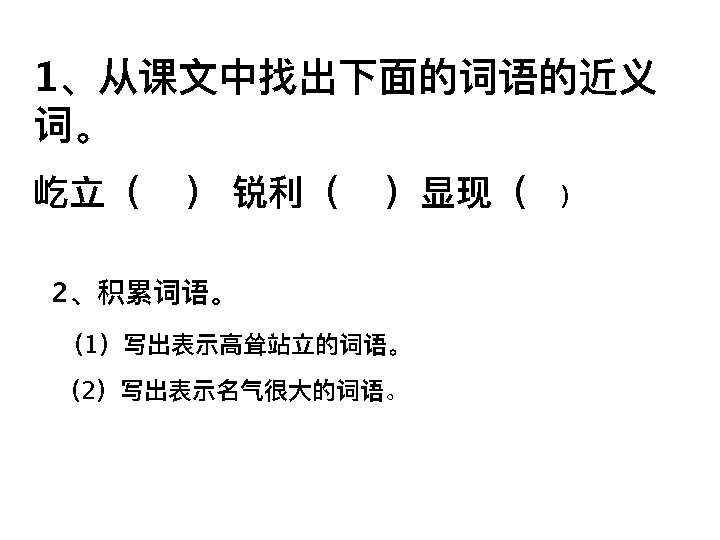 1、从课文中找出下面的词语的近义
词。
屹立（　） 锐利（　）显现（　）
2、积累词语。
（1）写出表示高耸站立的词语。
（2）写出表示名气很大的词语。